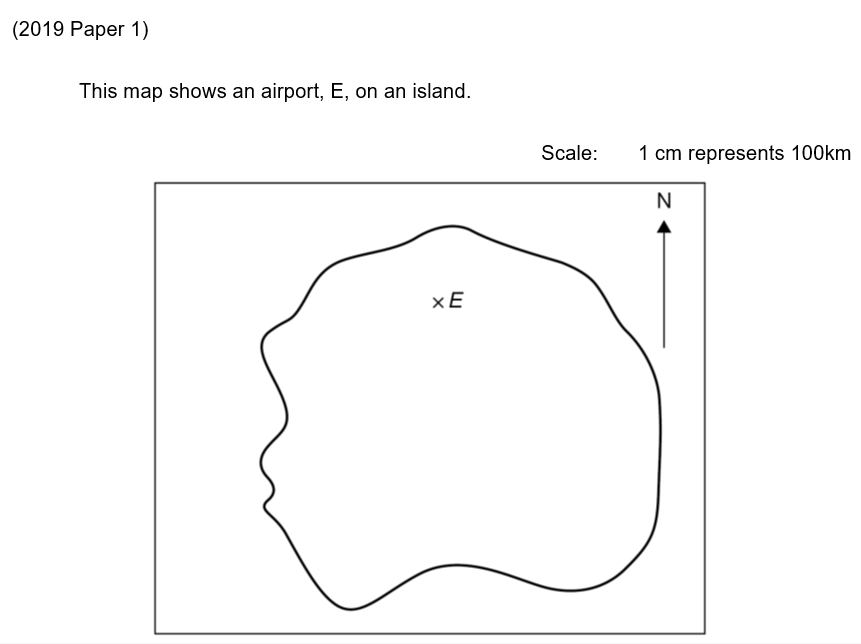 (2019 Paper 1)
This map shows an airport, E, on an island.
Scale: 1 cm represents 100km
N
×E